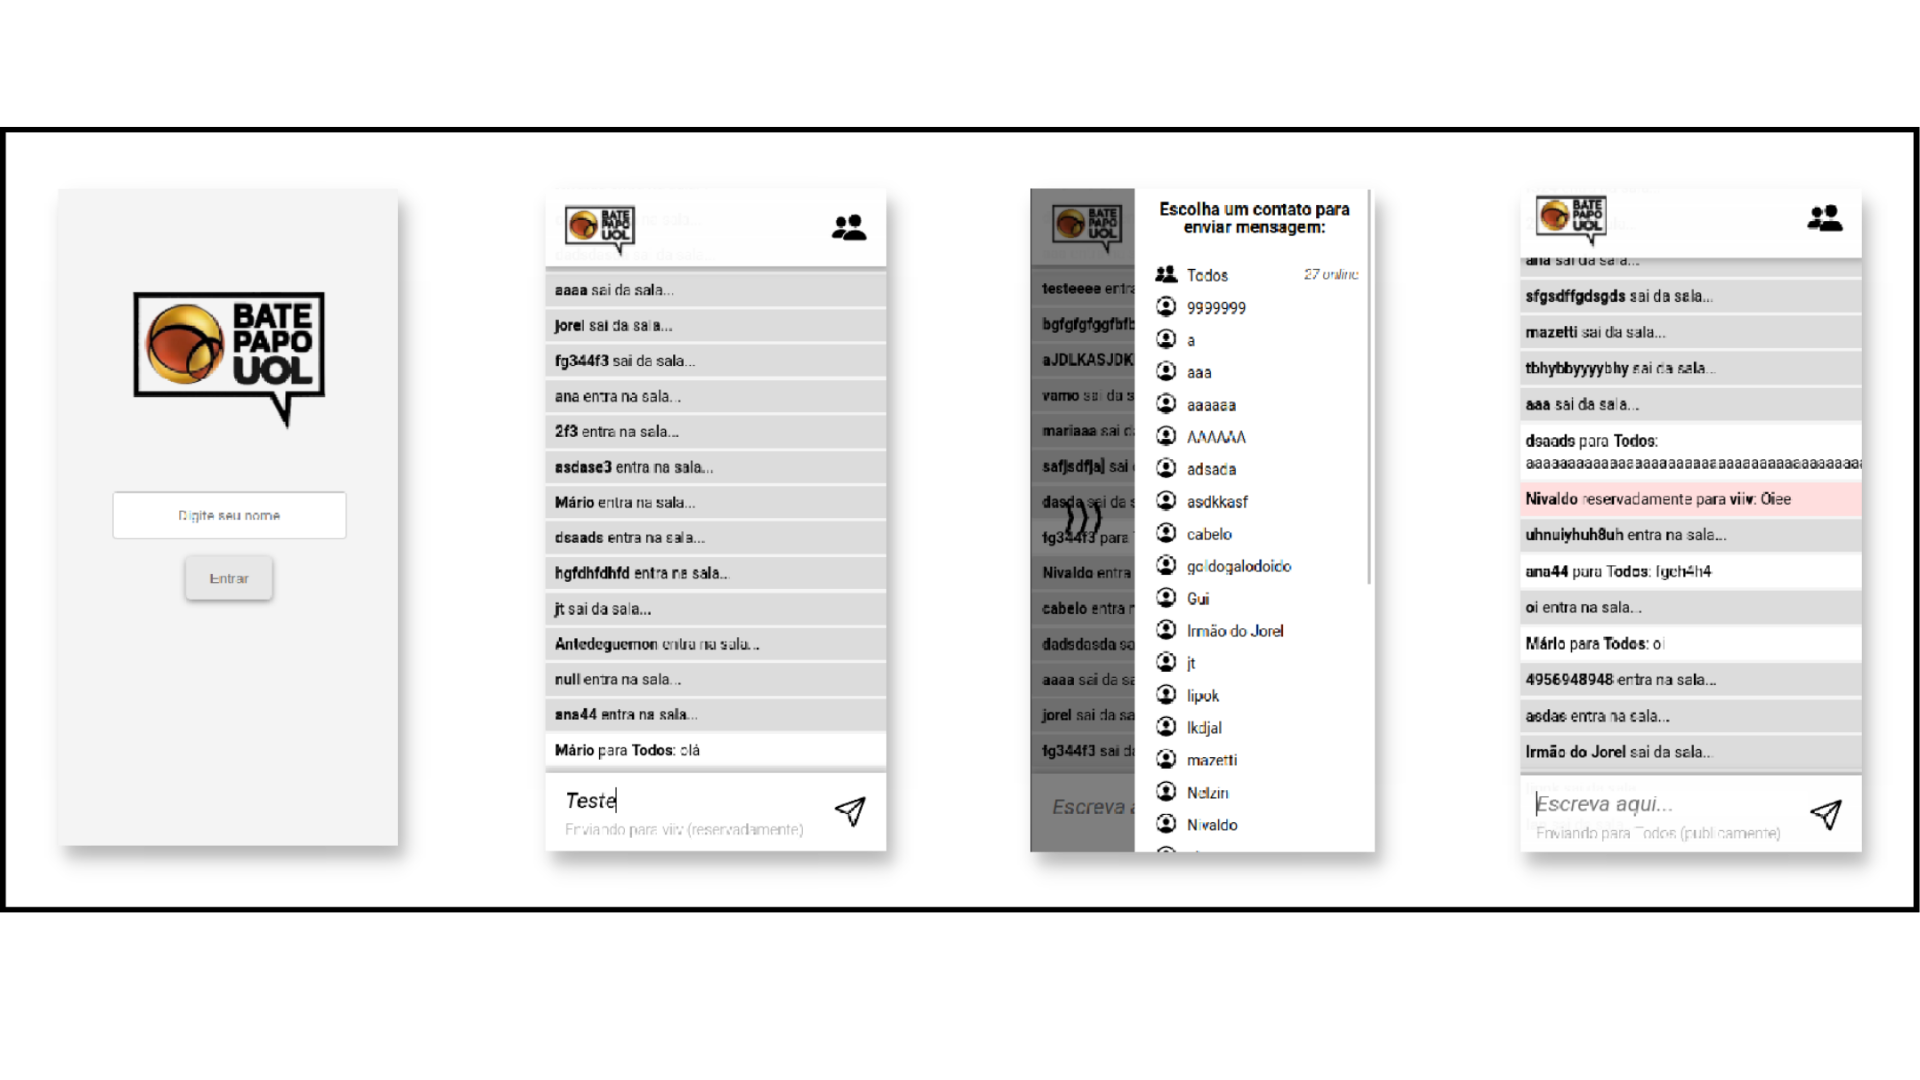 BATE
PAPO
UOL
Digite seu nome
Entrar
BATE
PAPO
UOL
aaaa sai da sala...
jorel sai da sala...
fg344f3 sai da sala...
ana entra na sala...
2f3 entra na sala...
asdase3 entra na sala...
Mário entra na sala...
dsaads entra na sala...
hgfdhfdhfd entra na sala...
jt sai da sala...
Antedeguemon entra na sala...
null entra na sala...
ana44 entra na sala...
Mário para Todos: olá
Teste
Enviando para viiv (reservadamente)
BATE
PAPO
UOL
testeeee entra
bgfgfgfggfbfb
aJDLKASJDK
vamo sai da s
mariaaa sai d
safjsdfja] sai
dasda sai da s
fg344f3 para
Nivaldo entra
cabelo entra r
dadsdasda sa
aaaa sai da sa
jorel sai da sa
fg344f3 sai da
Escreva a
Escolha um contato para
enviar mensagem:
Todos 27 online
9999999
a
aaa
aaaaaa
AAAAAA
adsada
asdkkasf
cabelo
goldogalodoido
Gui
Irmão do Jorel
jt
lipok
lkdjal
mazetti
Nelzin
Nivaldo
BATE
PAPO
UOL
ana sai da sala...
sfgsdffgdsgds sai da sala...
mazetti sai da sala...
tbhybbyyyybhy sai da sala...
aaa sai da sala...
dsaads para Todos:
aaaaaaaaaaaaaaaaaaaaaaaaaaaaaaaaaaaaaaaaa
Nivaldo reservadamente para viiv: Oiee
uhnuiyhuh8uh entra na sala...
ana44 para Todos: fgch4h4
oi entra na sala...
Mário para Todos: oi
4956948948 entra na sala...
asdas entra na sala...
Irmão do Jorel sai da sala...
Escreva aqui...
Enviando para Todos (publicamente)